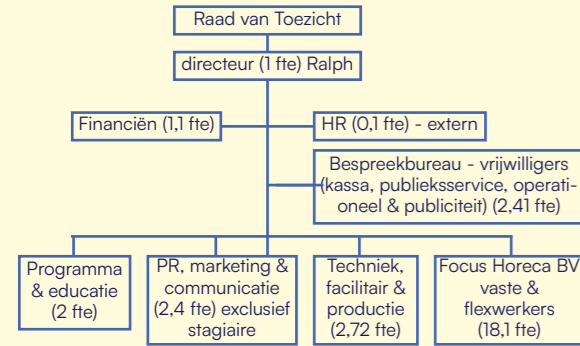 Raad van Toezicht
directeur (1 fte) Ralph
Financiën (1,1 fte)
HR (0,1 fte) - extern
Bespreekbureau - vrijwilligers
(kassa, publieksservice, operati-
oneel & publiciteit) (2,41 fte)
Programma
& educatie
(2 fte)
PR, marketing &
communicatie
(2,4 fte) exclusief
stagiaire
Techniek,
facilitair &
productie
(2,72 fte)
Focus Horeca BV
vaste &
flexwerkers
(18,1 fte)